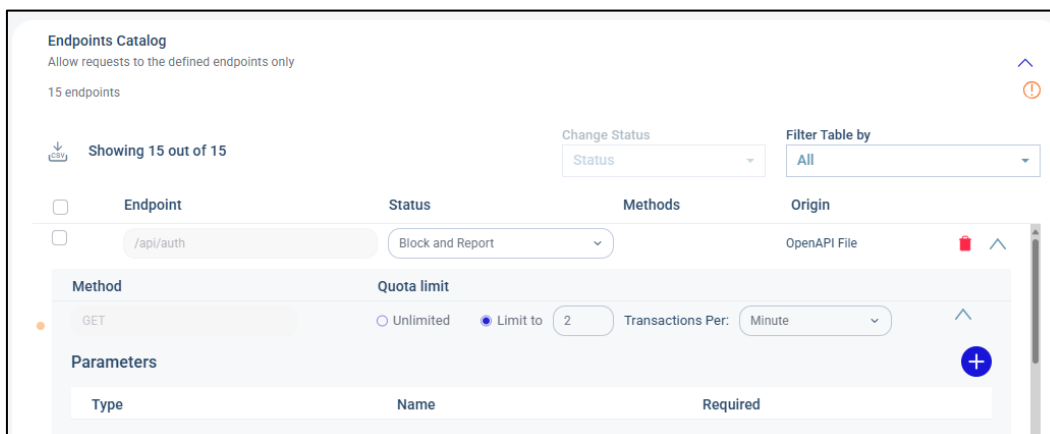 Endpoints Catalog
Allow requests to the defined endpoints only
15 endpoints
CSV Showing 15 out of 15
Change Status
Status
Filter Table by
All
Endpoint Status Methods Origin
/api/auth Block and Report OpenAPI File
Method Quota limit
GET Unlimited Limit to 2 Transactions Per: Minute
Parameters
Type Name Required